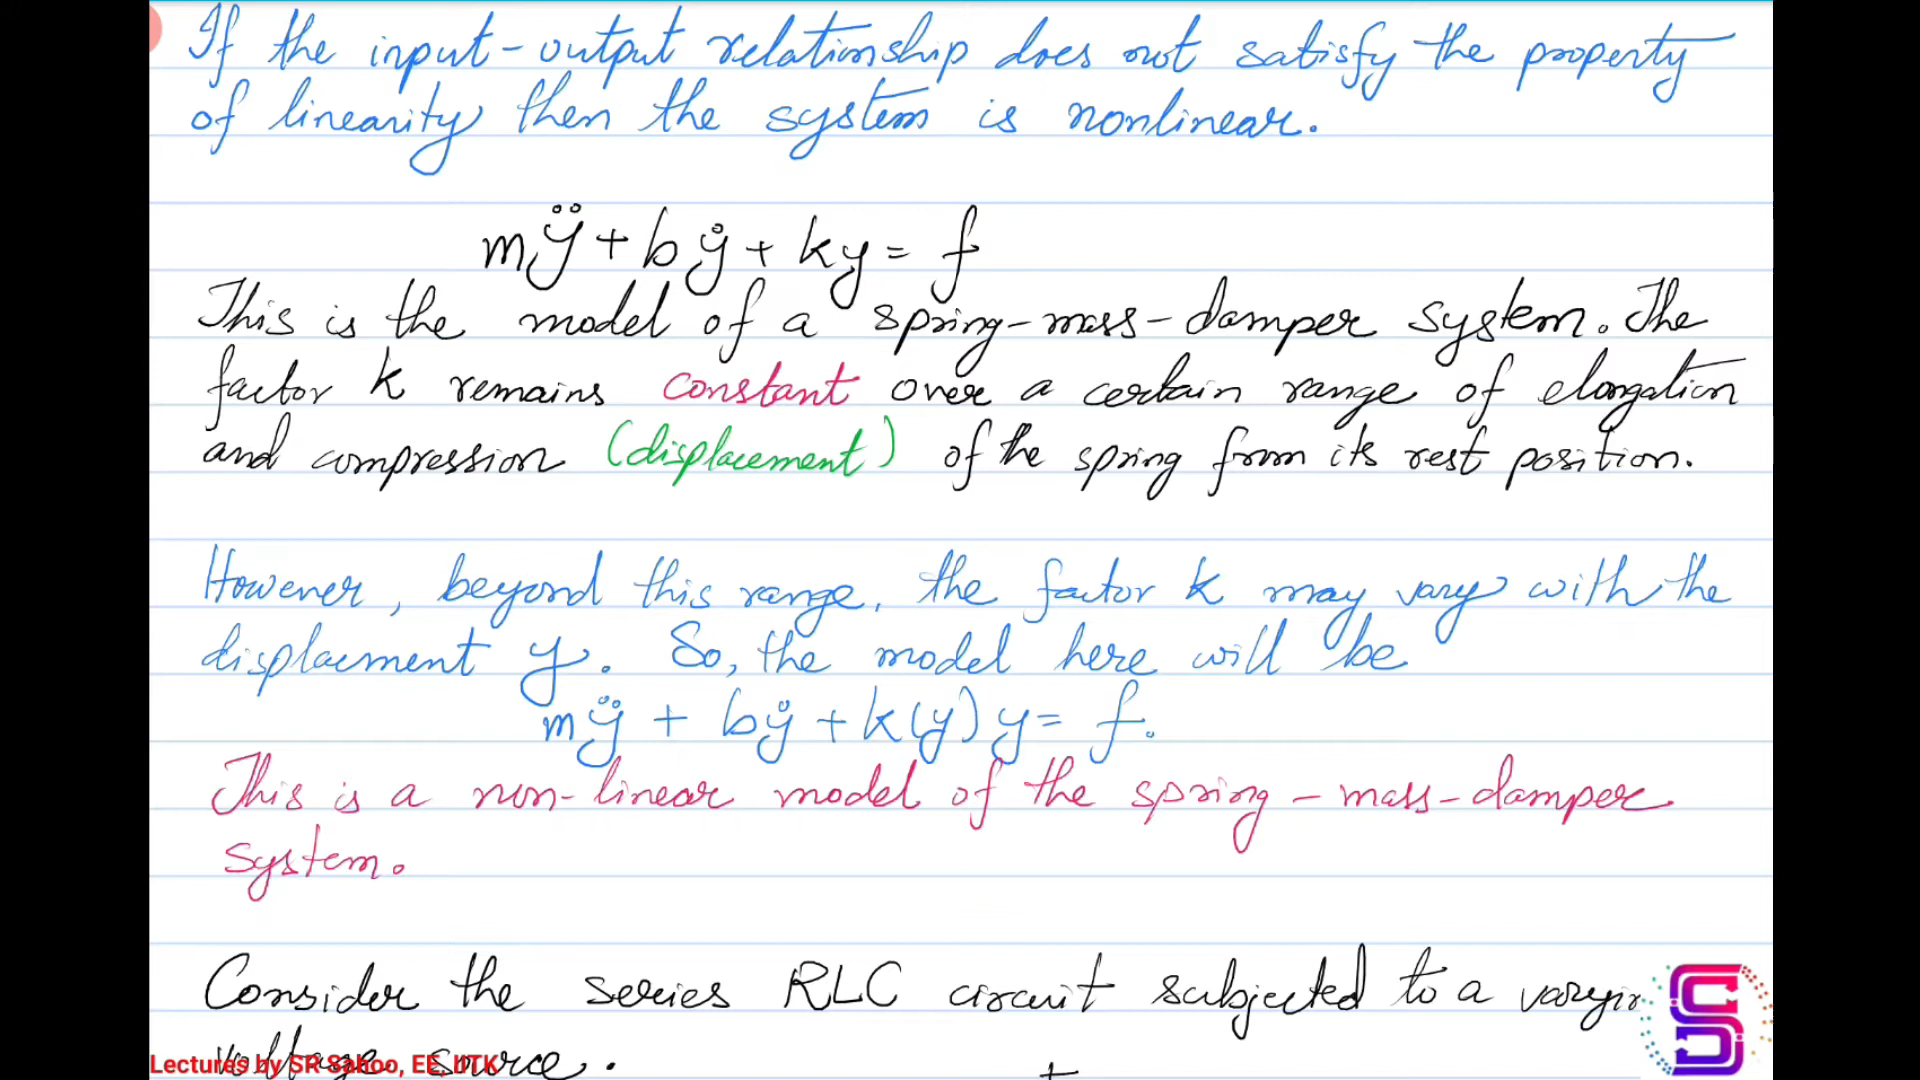 If the input-output relationship does not satisfy the property
of linearity then the system is nonlinear.
mÿ + bẏ + ky = f
This is the model of a spring-mass-damper system. The
factor k remains constant over a certain range of elongation
and compression (displacement) of the spring from its rest position.
However, beyond this range, the factor k may vary with the
displacment y. So, the model here will be
mÿ + bẏ + k(y) y = f.
This is a non-linear model of the spring-mass-damper
system.
Consider the series RLC circuit subjected to a varyin
voltage source.
Lectures by SR Sahoo, EE, IITK